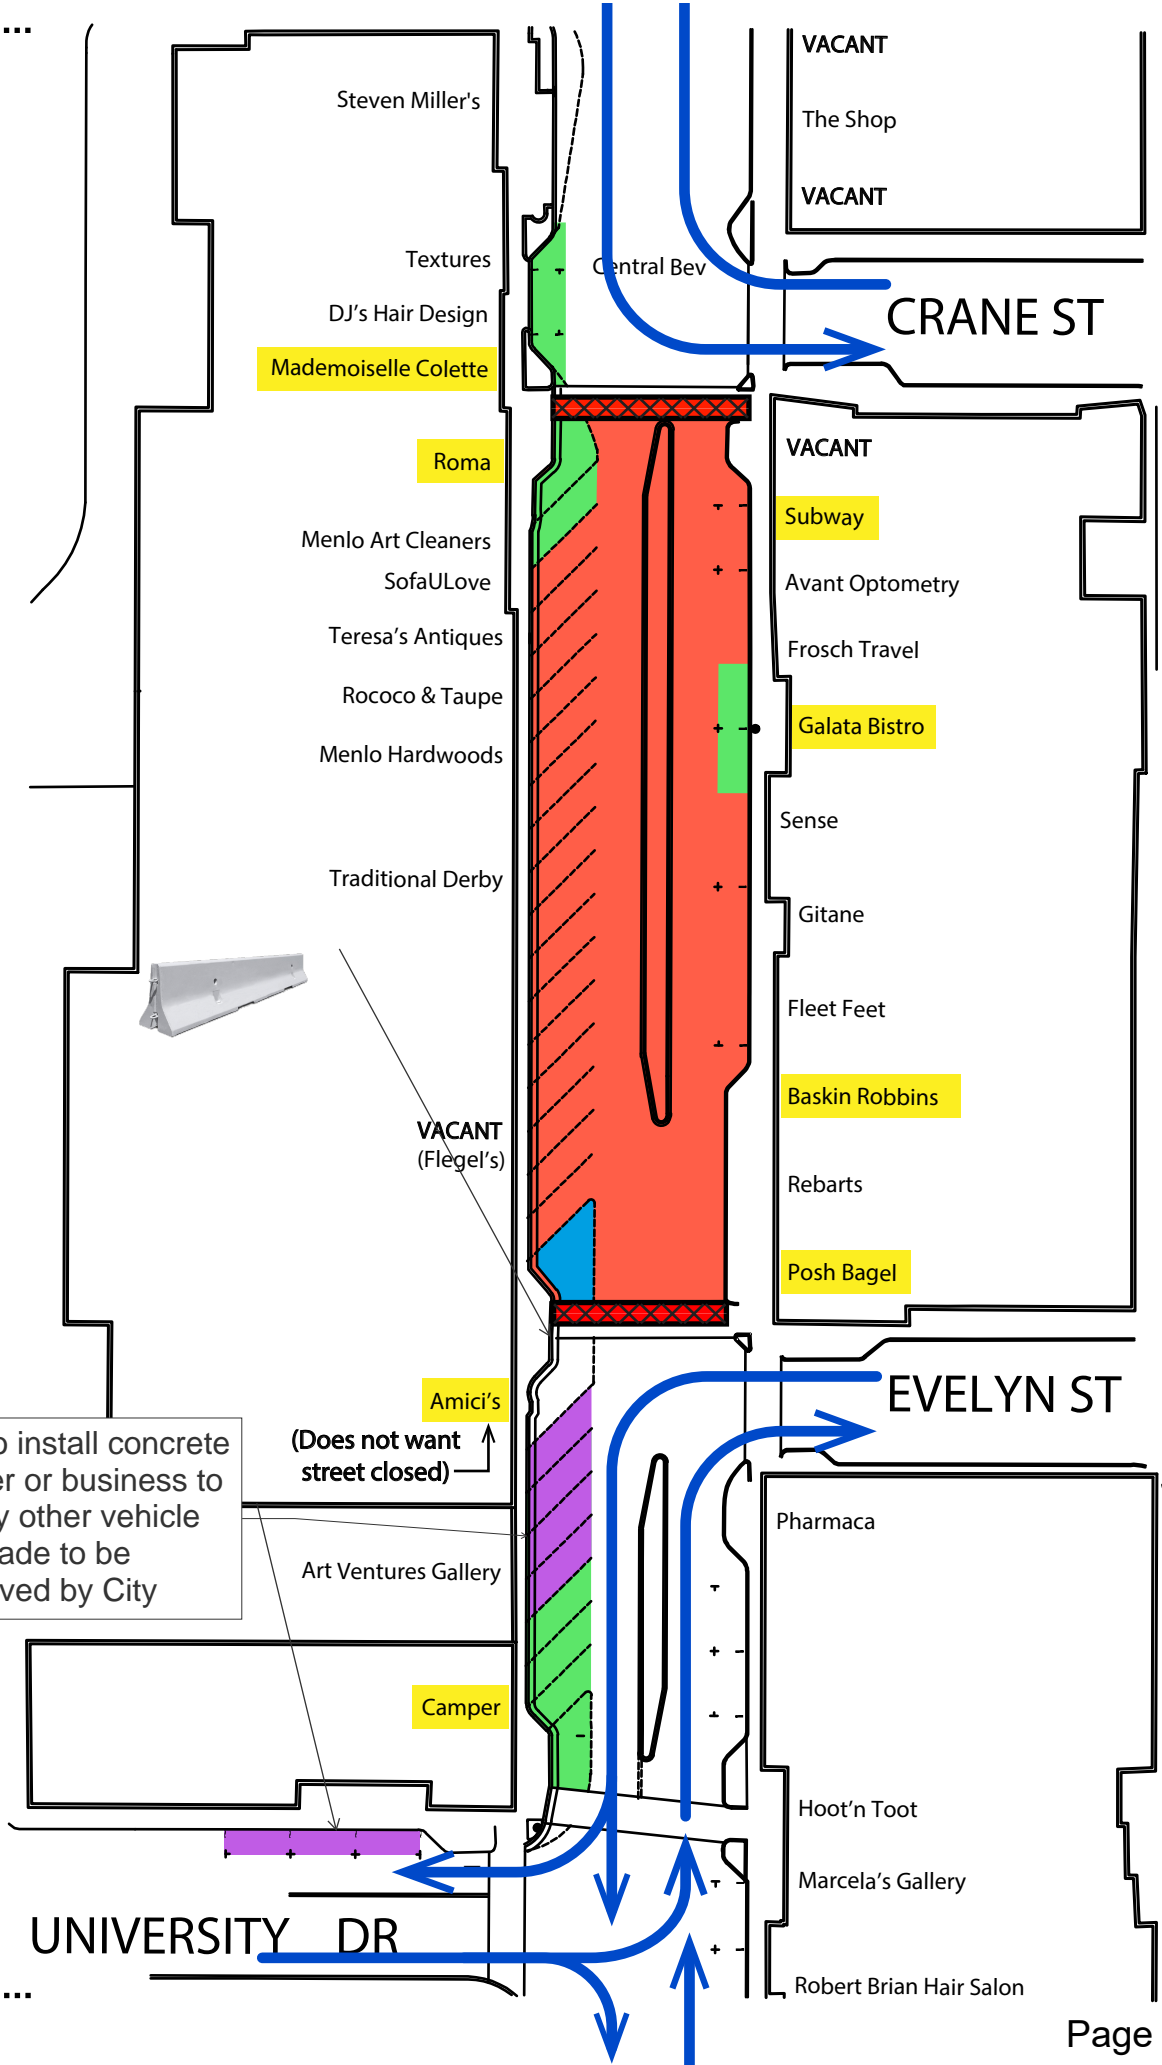 ...
VACANT
Steven Miller's
The Shop
VACANT
Textures
Central Bev
DJ's Hair Design
CRANE ST
Mademoiselle Colette
VACANT
Roma
Subway
Menlo Art Cleaners
SofaULove
Avant Optometry
Teresa's Antiques
Frosch Travel
Rococo & Taupe
Galata Bistro
Menlo Hardwoods
Sense
Traditional Derby
Gitane
Fleet Feet
Baskin Robbins
VACANT
(Flegel's)
Rebarts
Posh Bagel
Amici's
EVELYN ST
(Does not want
street closed)
install concrete
er or business to
y other vehicle
ade to be
ved by City
Pharmaca
Art Ventures Gallery
Camper
Hoot'n Toot
Marcela's Gallery
UNIVERSITY DR
Robert Brian Hair Salon
...
Page